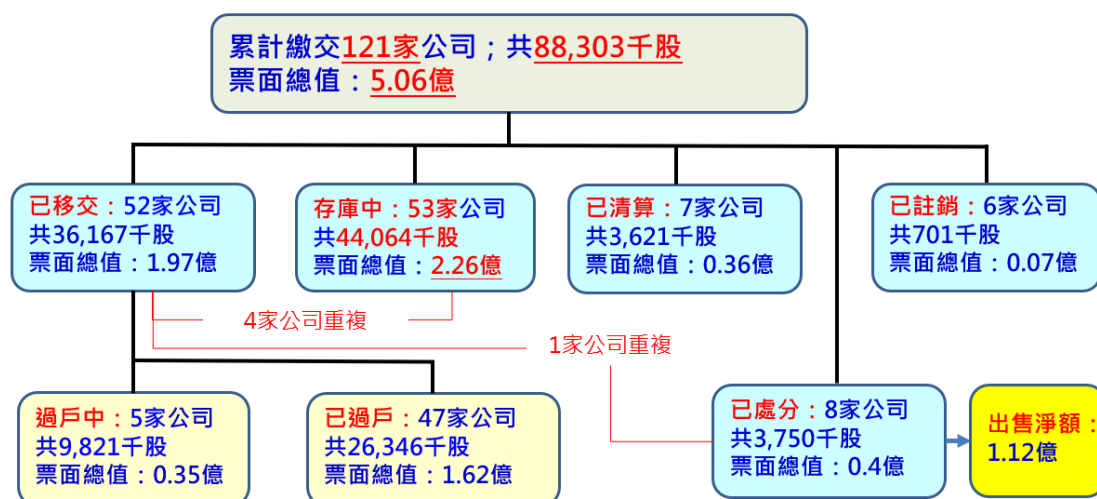 累計繳交121家公司；共88,303千股
票面總值：5.06億
已移交：52家公司
共36,167千股
票面總值：1.97億
存庫中：53家公司
共44,064千股
票面總值：2.26億
已清算：7家公司
共3,621千股
票面總值：0.36億
已註銷：6家公司
共701千股
票面總值：0.07億
4家公司重複
1家公司重複
過戶中：5家公司
共9,821千股
票面總值：0.35億
已過戶：47家公司
共26,346千股
票面總值：1.62億
已處分：8家公司
共3,750千股
票面總值：0.4億
出售淨額：
1.12億